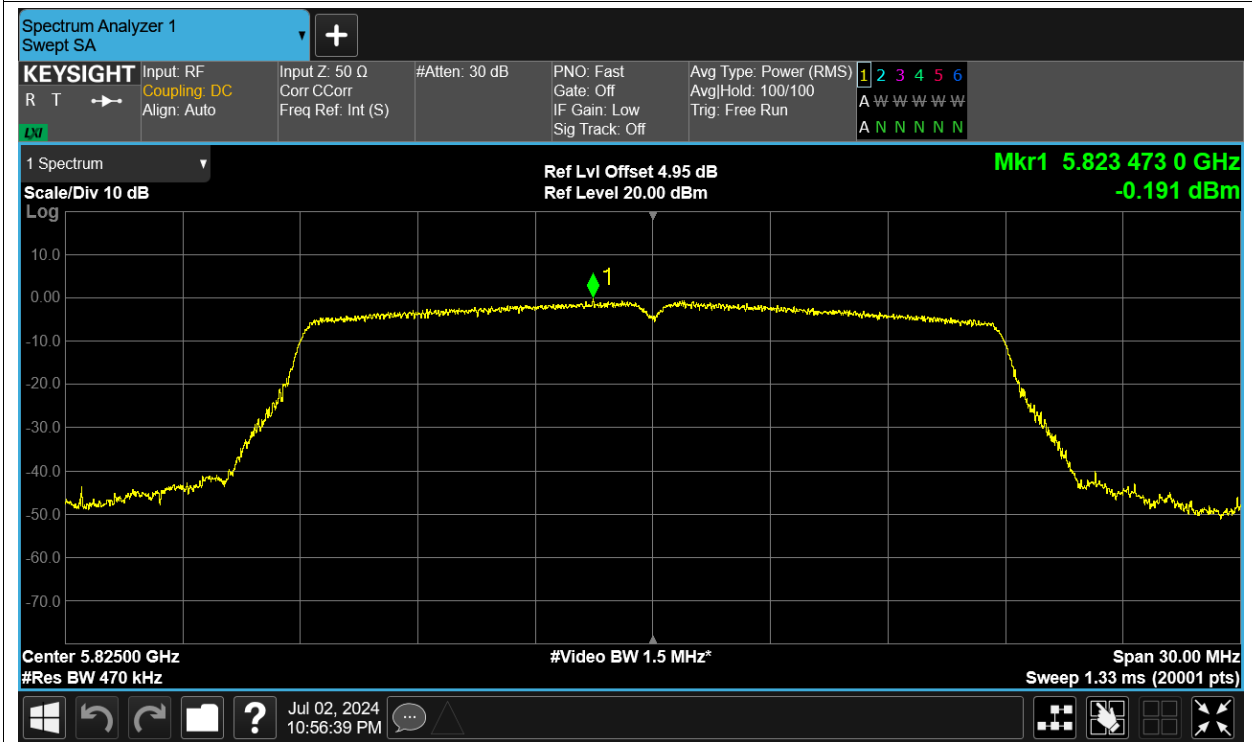 Spectrum Analyzer 1
Swept SA
+
KEYSIGHT
R T
LXI
Input: RF
Coupling: DC
Align: Auto
Input Z: 50 Ω
Corr CCorr
Freq Ref: Int (S)
#Atten: 30 dB
PNO: Fast
Gate: Off
IF Gain: Low
Sig Track: Off
Avg Type: Power (RMS)
Avg|Hold: 100/100
Trig: Free Run
1 2 3 4 5 6
A W W W W W
A N N N N N
1 Spectrum
Scale/Div 10 dB
Ref Lvl Offset 4.95 dB
Ref Level 20.00 dBm
Mkr1 5.823 473 0 GHz
-0.191 dBm
Log
10.0
0.00
-10.0
-20.0
-30.0
-40.0
-50.0
-60.0
-70.0
1
Center 5.82500 GHz
#Res BW 470 kHz
#Video BW 1.5 MHz*
Span 30.00 MHz
Sweep 1.33 ms (20001 pts)
?
Jul 02, 2024
10:56:39 PM